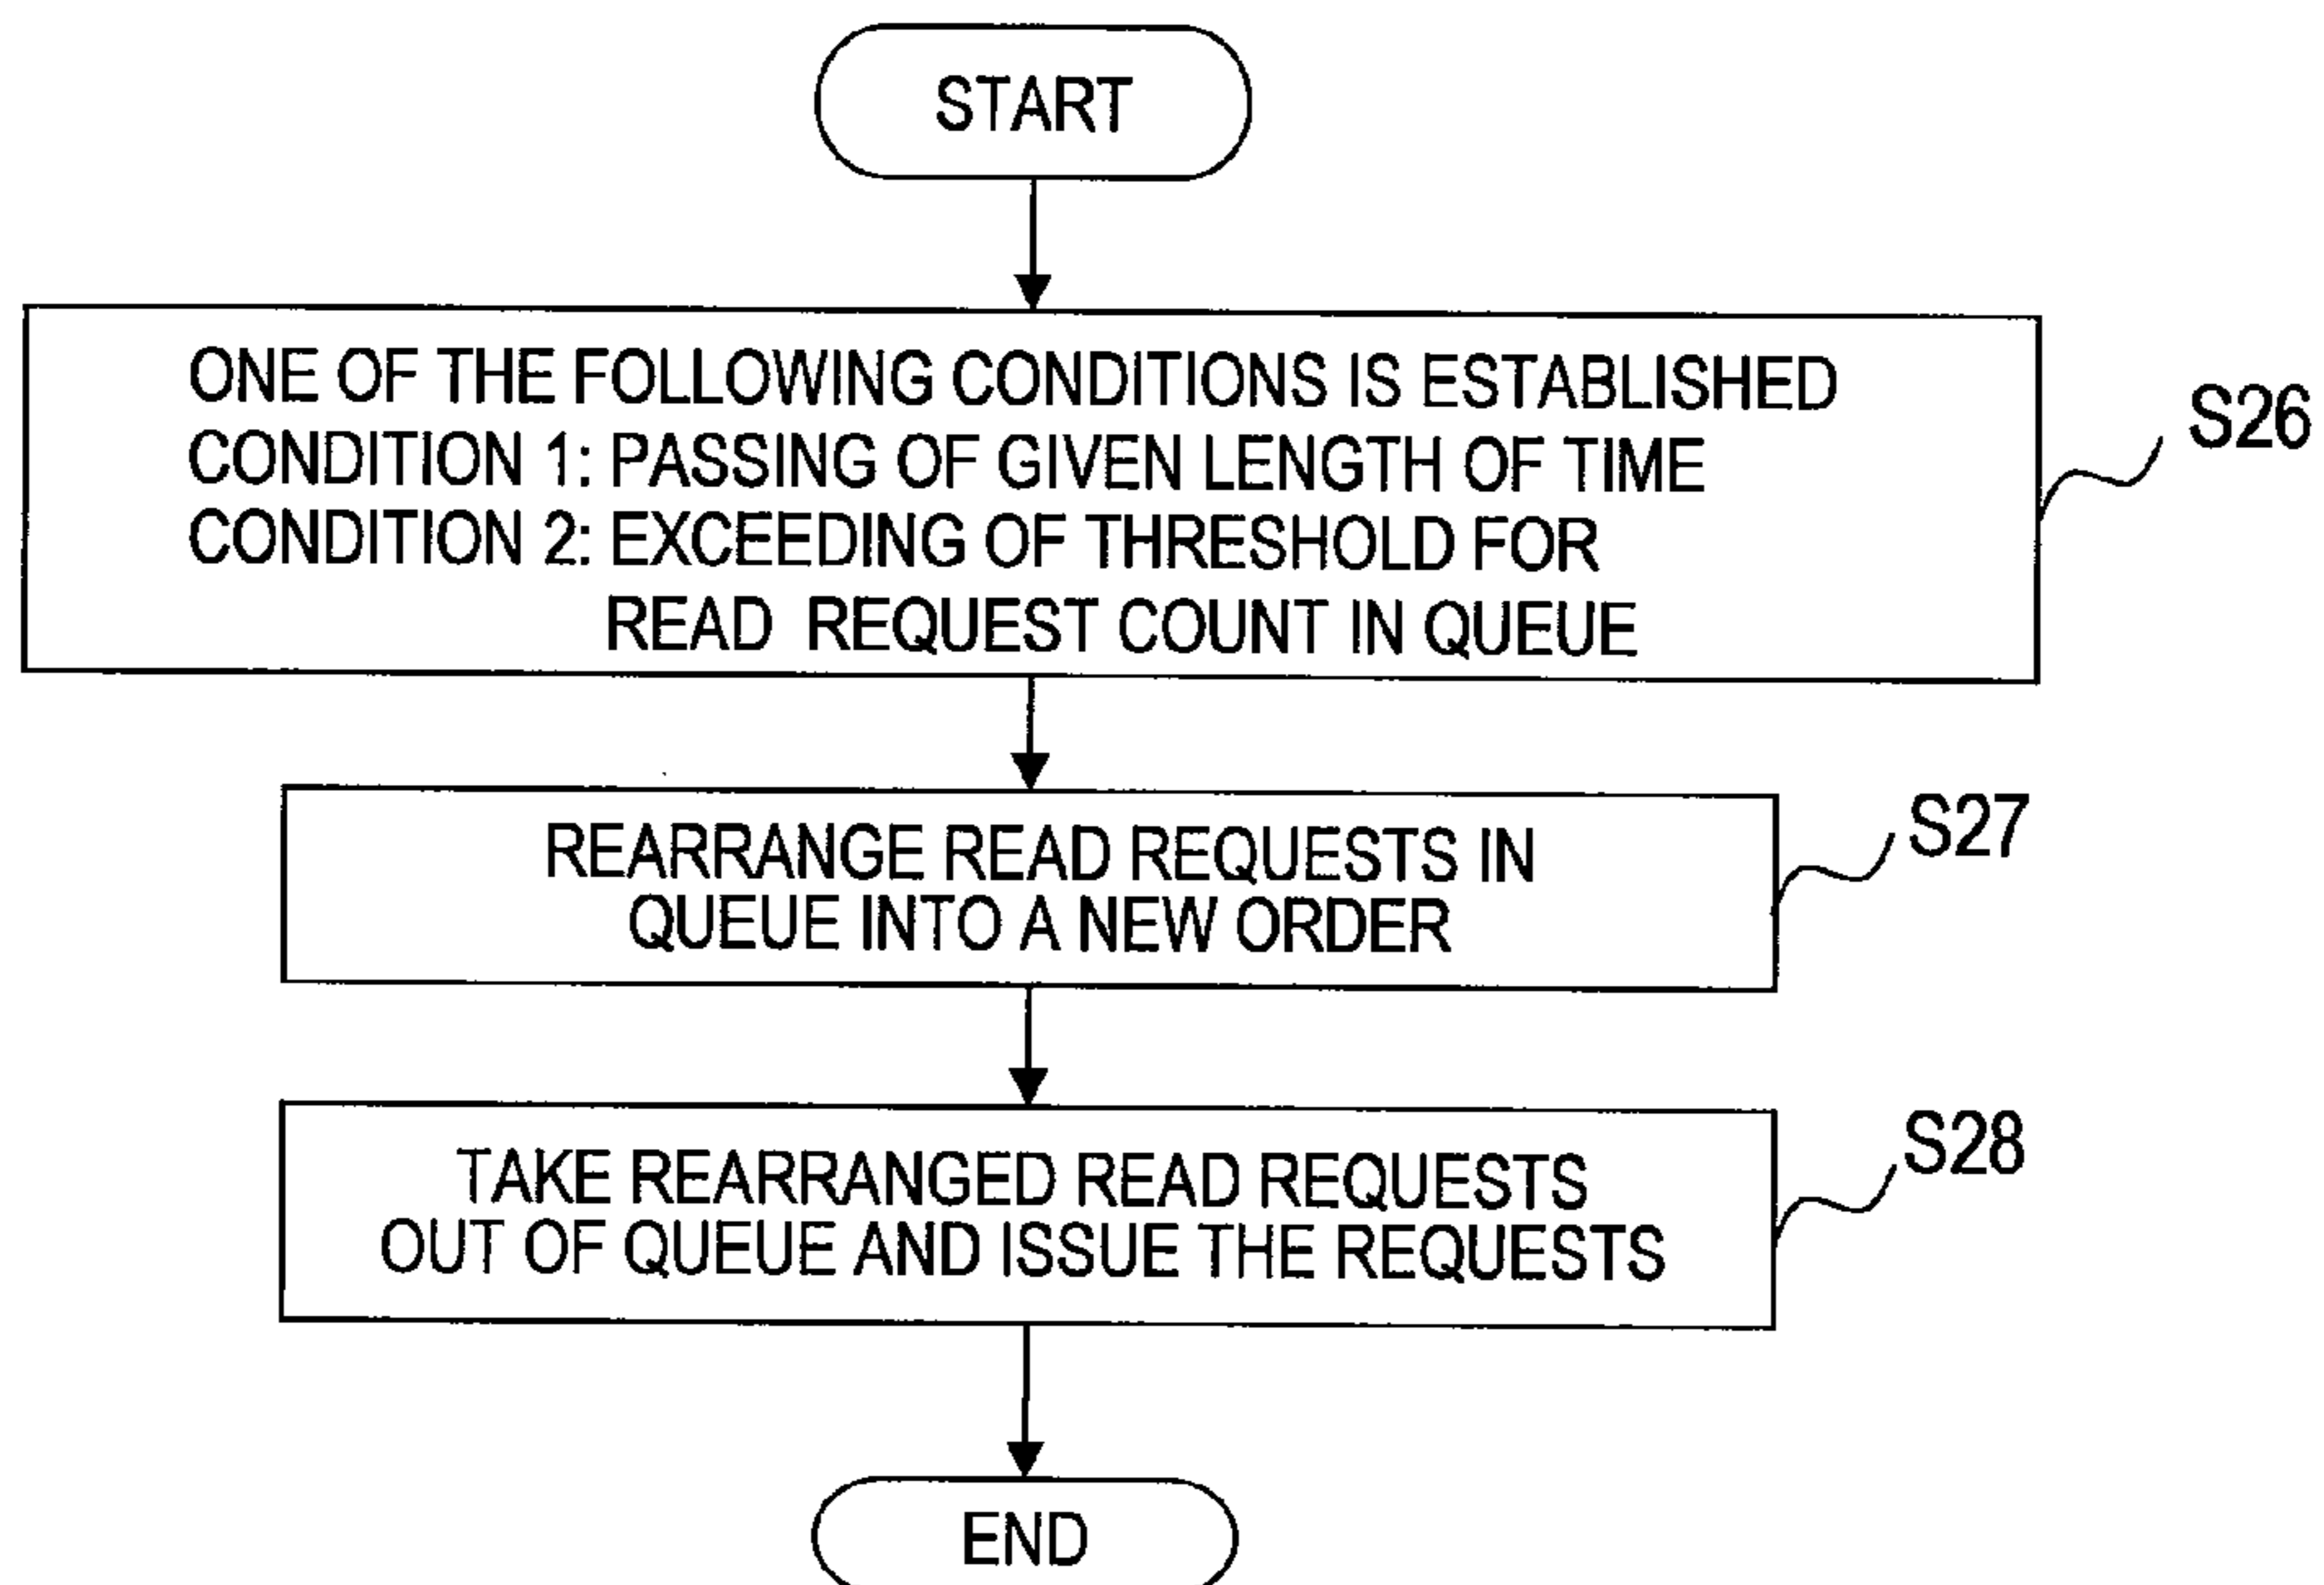 START
ONE OF THE FOLLOWING CONDITIONS IS ESTABLISHED
CONDITION 1: PASSING OF GIVEN LENGTH OF TIME
CONDITION 2: EXCEEDING OF THRESHOLD FOR
READ REQUEST COUNT IN QUEUE
S26
REARRANGE READ REQUESTS IN
QUEUE INTO A NEW ORDER
S27
TAKE REARRANGED READ REQUESTS
OUT OF QUEUE AND ISSUE THE REQUESTS
S28
END